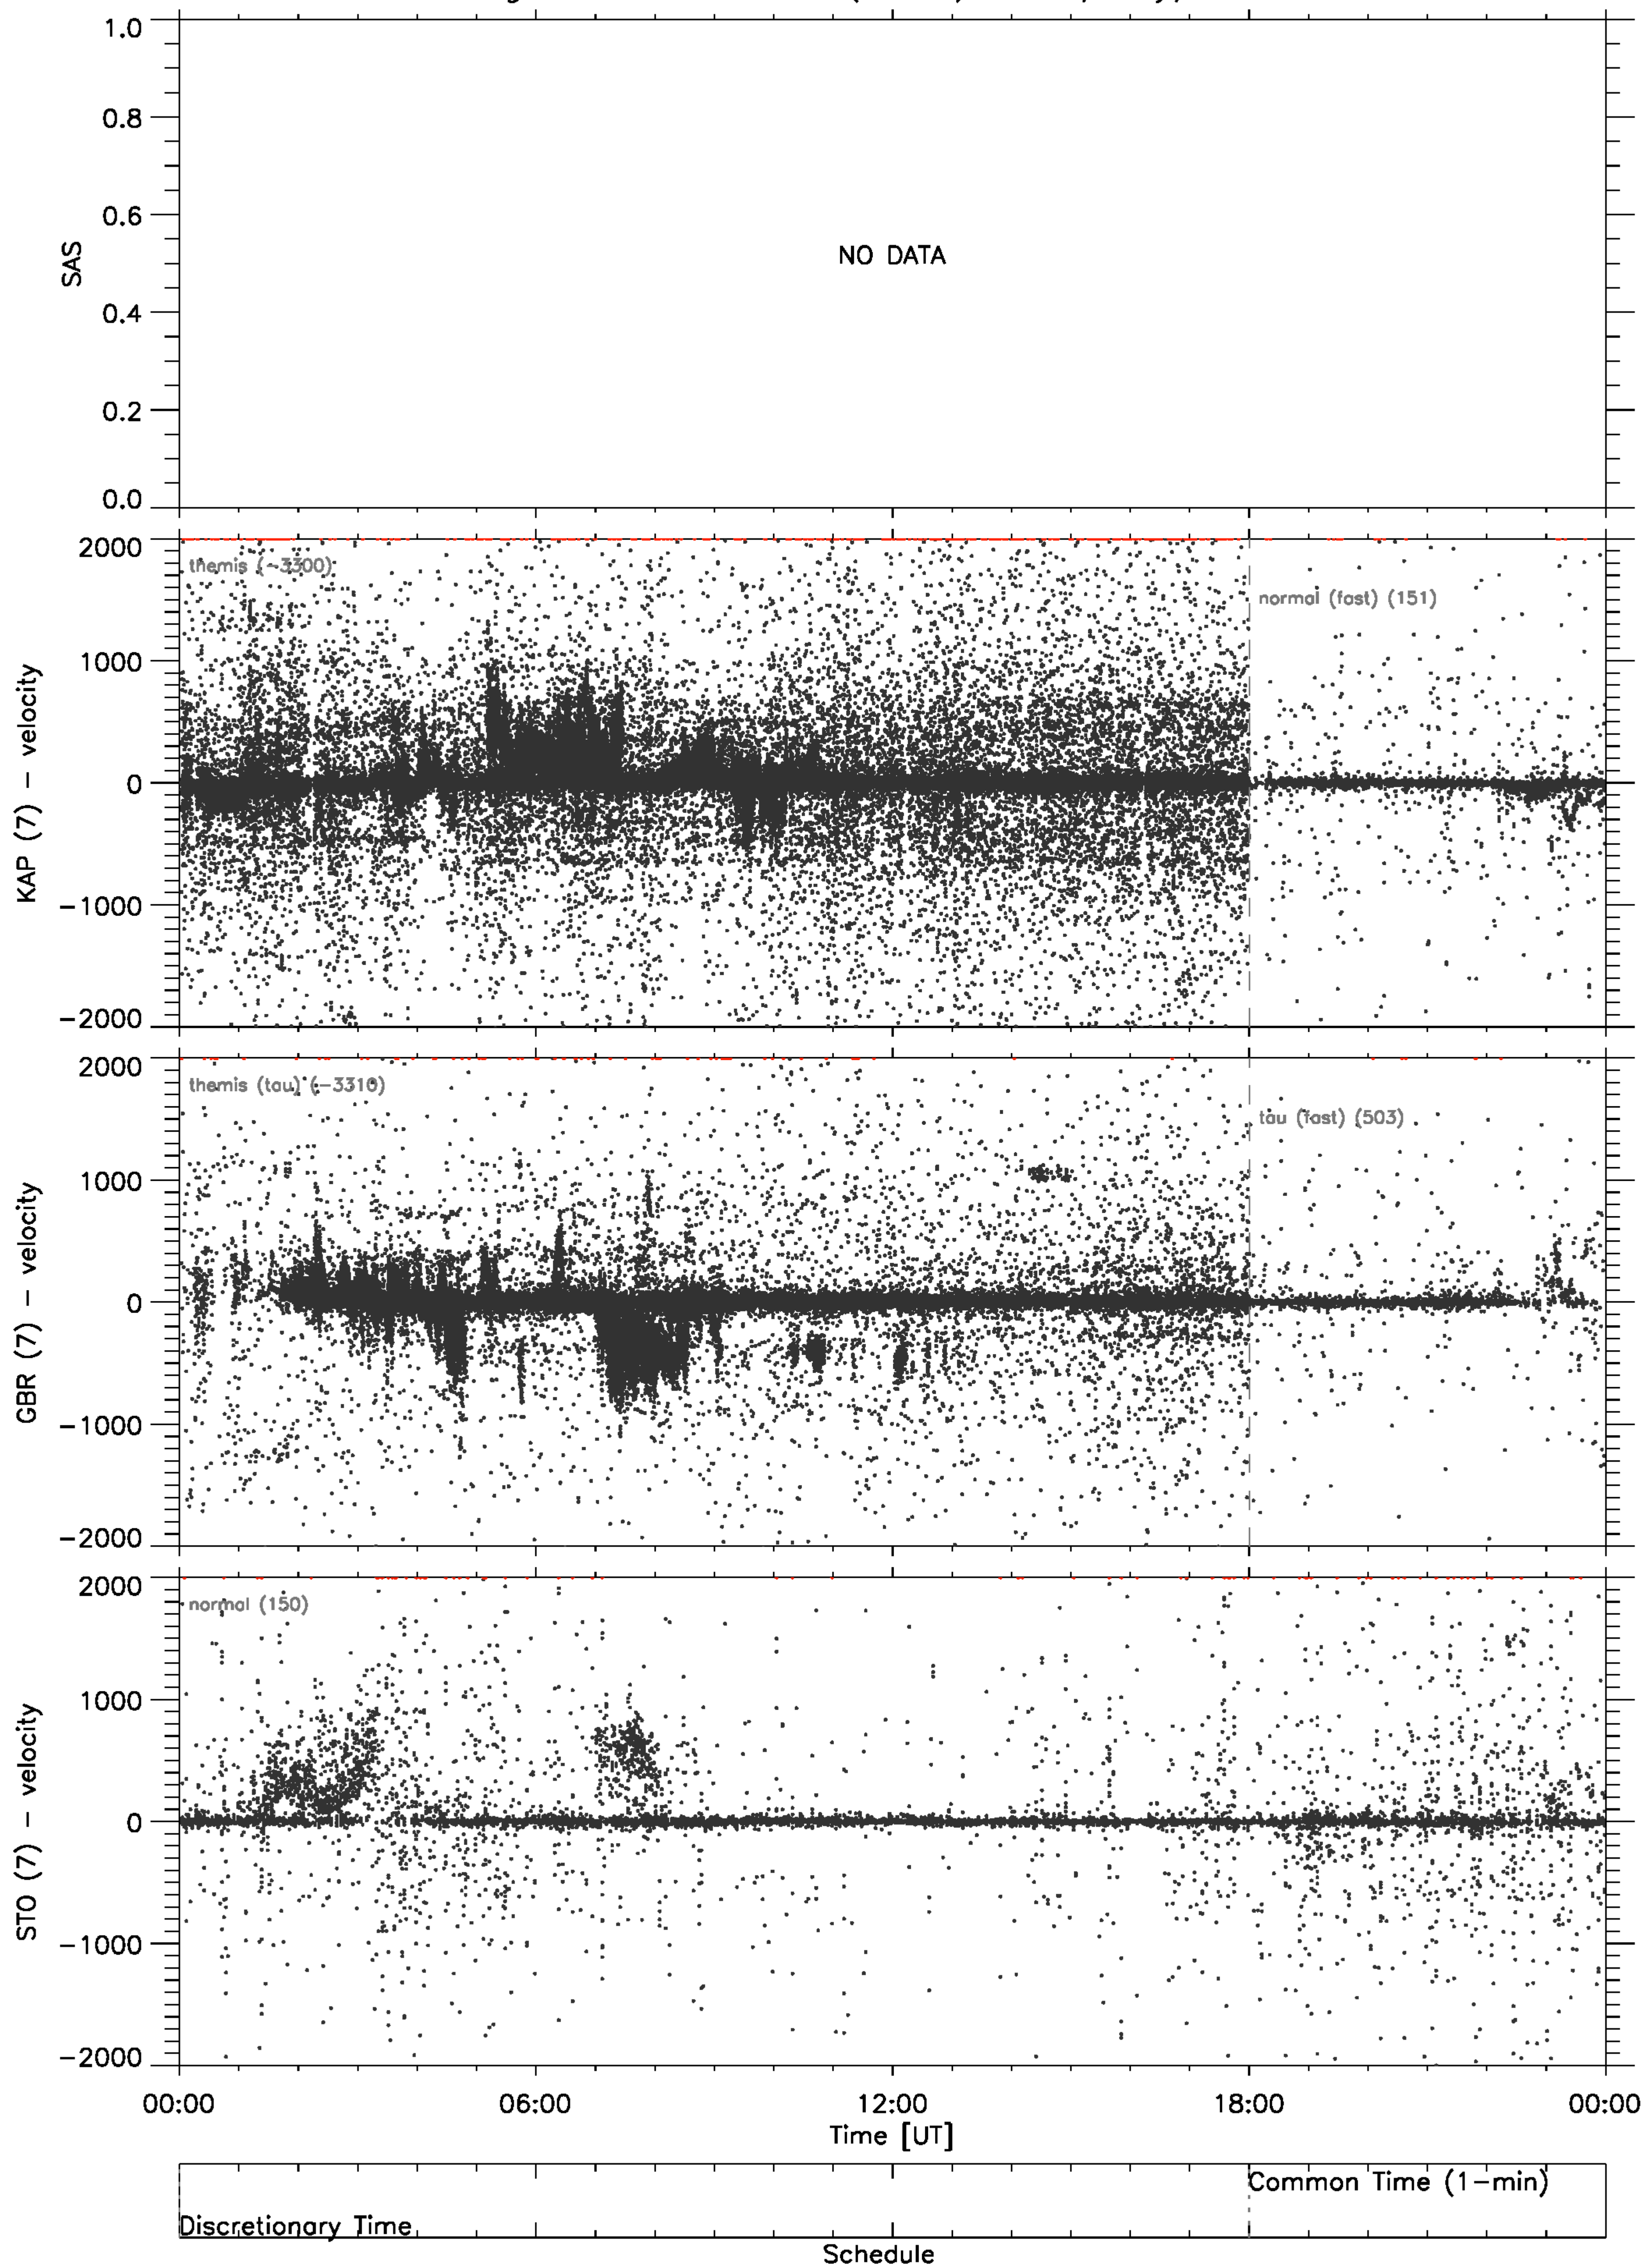 1.0
0.8
0.6
0.4
0.2
0.0
SAS
NO DATA
2000
1000
0
−1000
−2000
KAP (7) − velocity
themis (−3300)
normal (fast) (151)
2000
1000
0
−1000
−2000
GBR (7) − velocity
themis (tau) (−3310)
tau (fast) (503)
2000
1000
0
−1000
−2000
STO (7) − velocity
normal (150)
00:00 06:00 12:00 18:00 00:00
Time [UT]
Common Time (1−min)
Discretionary Time
Schedule